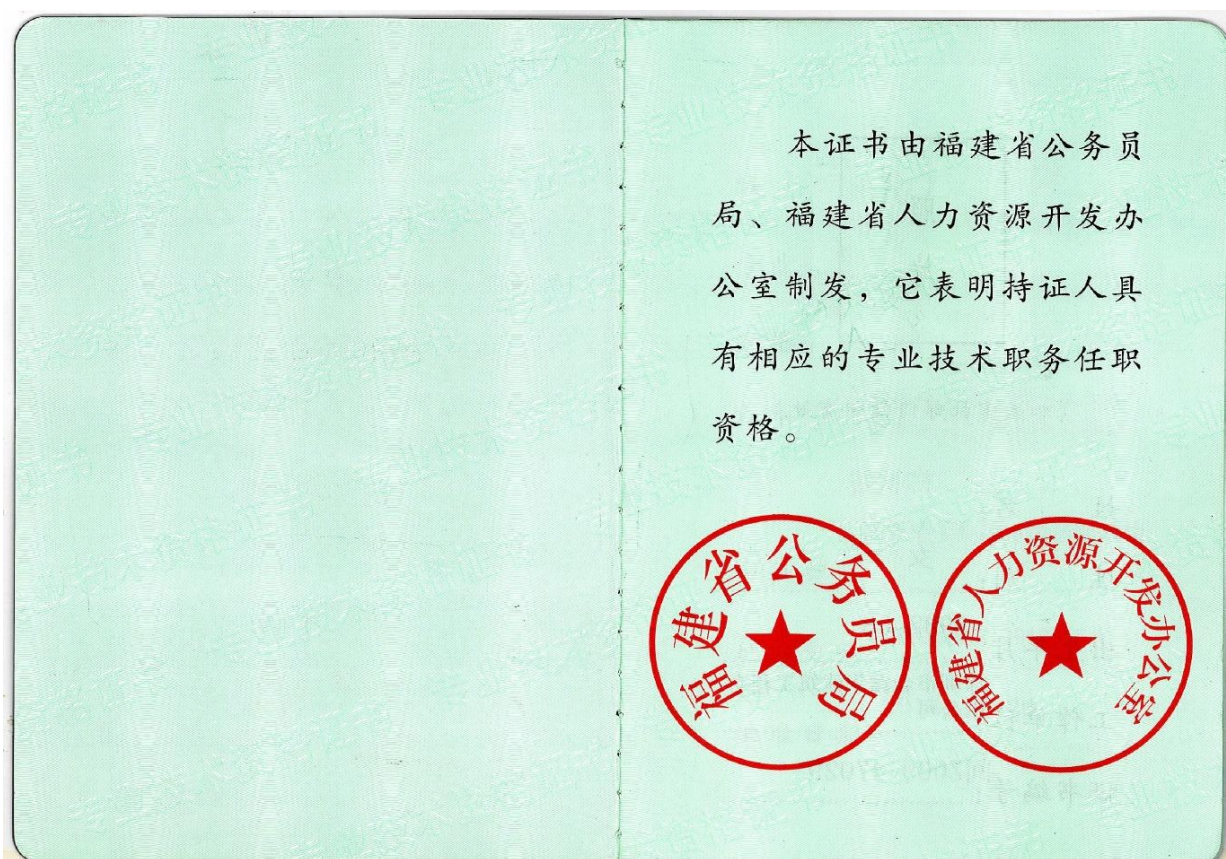 本证书由福建省公务员
局、福建省人力资源开发办
公室制发，它表明持证人具
有相应的专业技术职务任职
资格。
福建省公务员局
福建省人力资源开发办公室